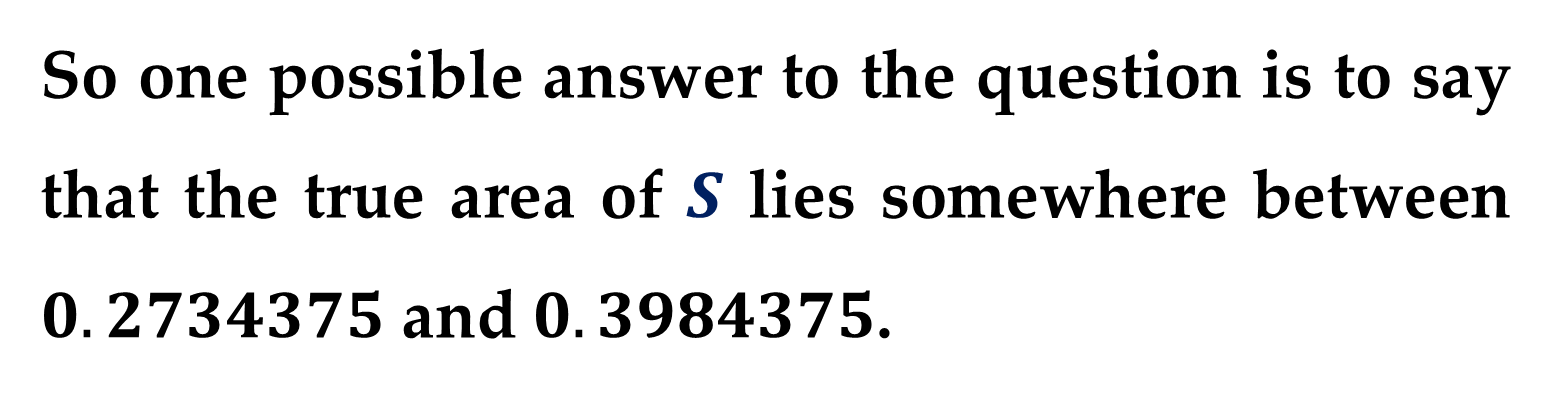 So one possible answer to the question is to say
that the true area of S lies somewhere between
0.2734375 and 0.3984375.